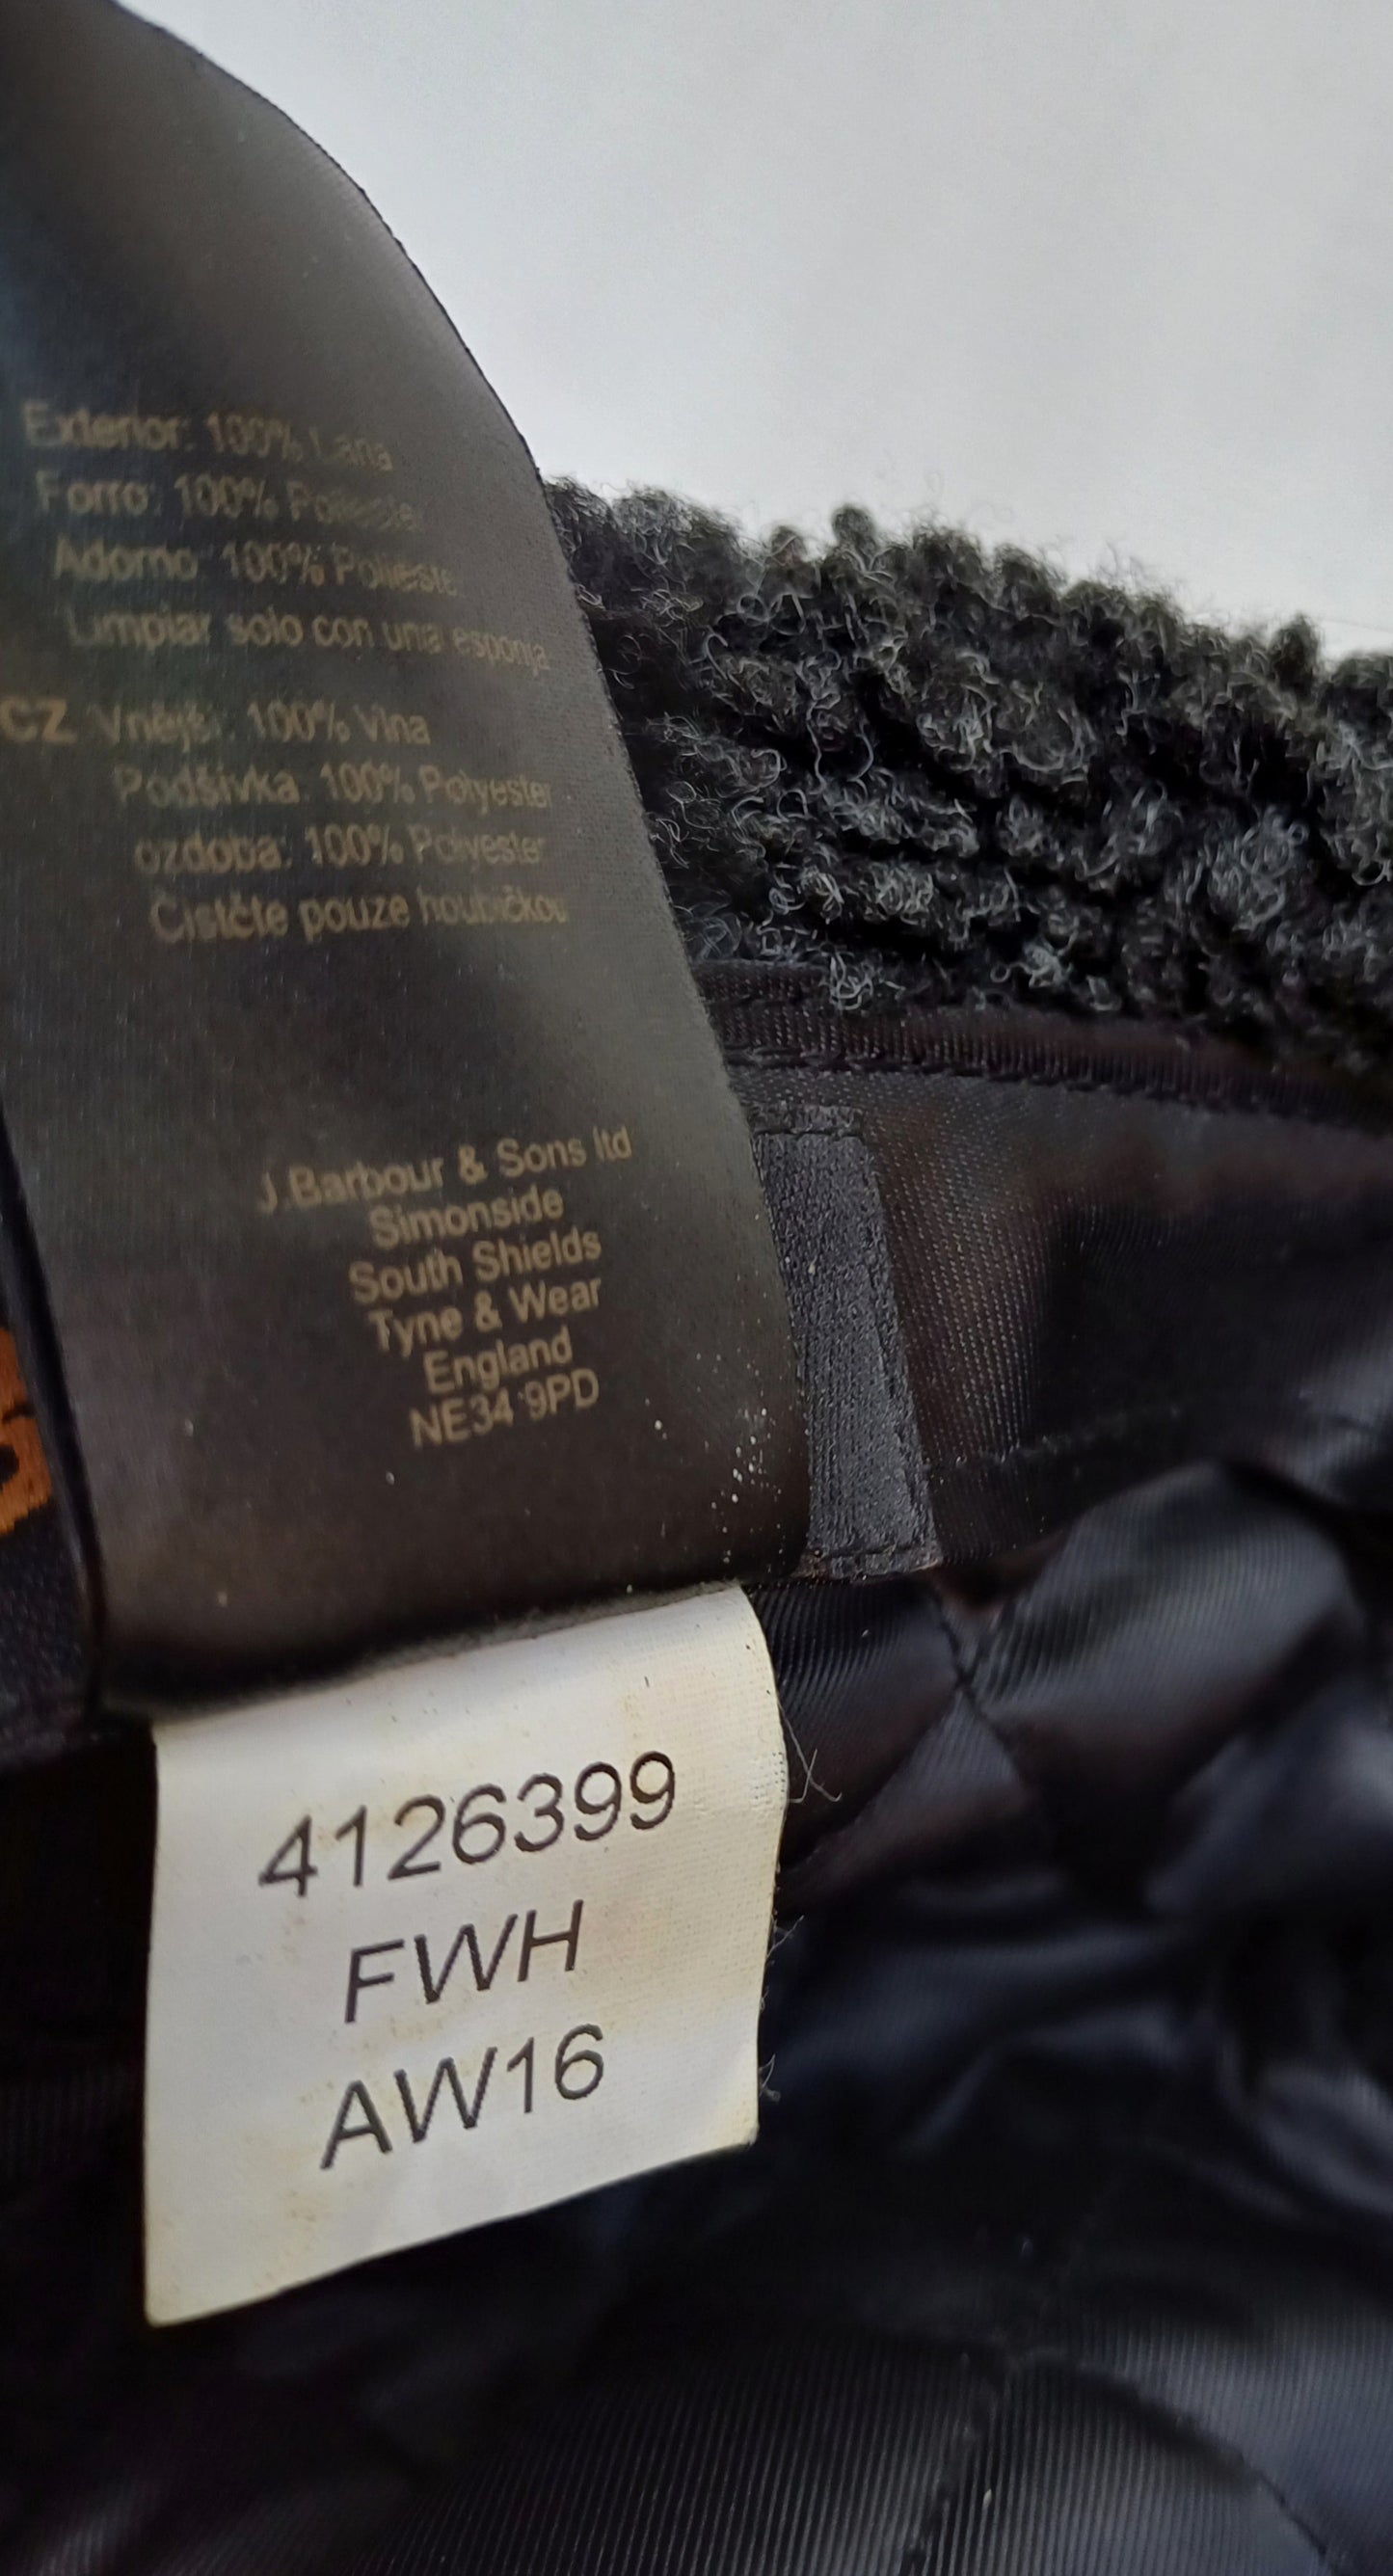 Exterior: 100% Lana
Forro: 100% Poliester
Adorno: 100% Poliester
Limpiar solo con una esponja
CZ Vnější: 100% Vlna
Podšívka: 100% Polyester
ozdoba: 100% Polyester
Čistčte pouze houbičkou
J.Barbour & Sons ltd
Simonside
South Shields
Tyne & Wear
England
NE34 9PD
4126399
FWH
AW16